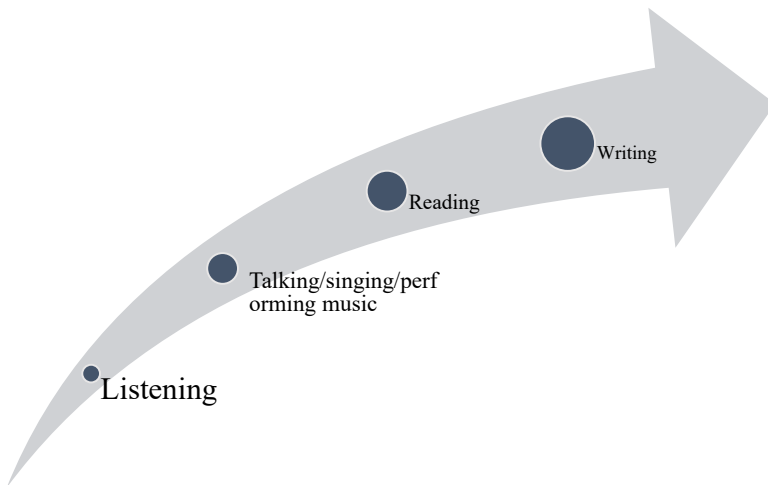 Writing
Reading
Talking/singing/perf
orming music
Listening